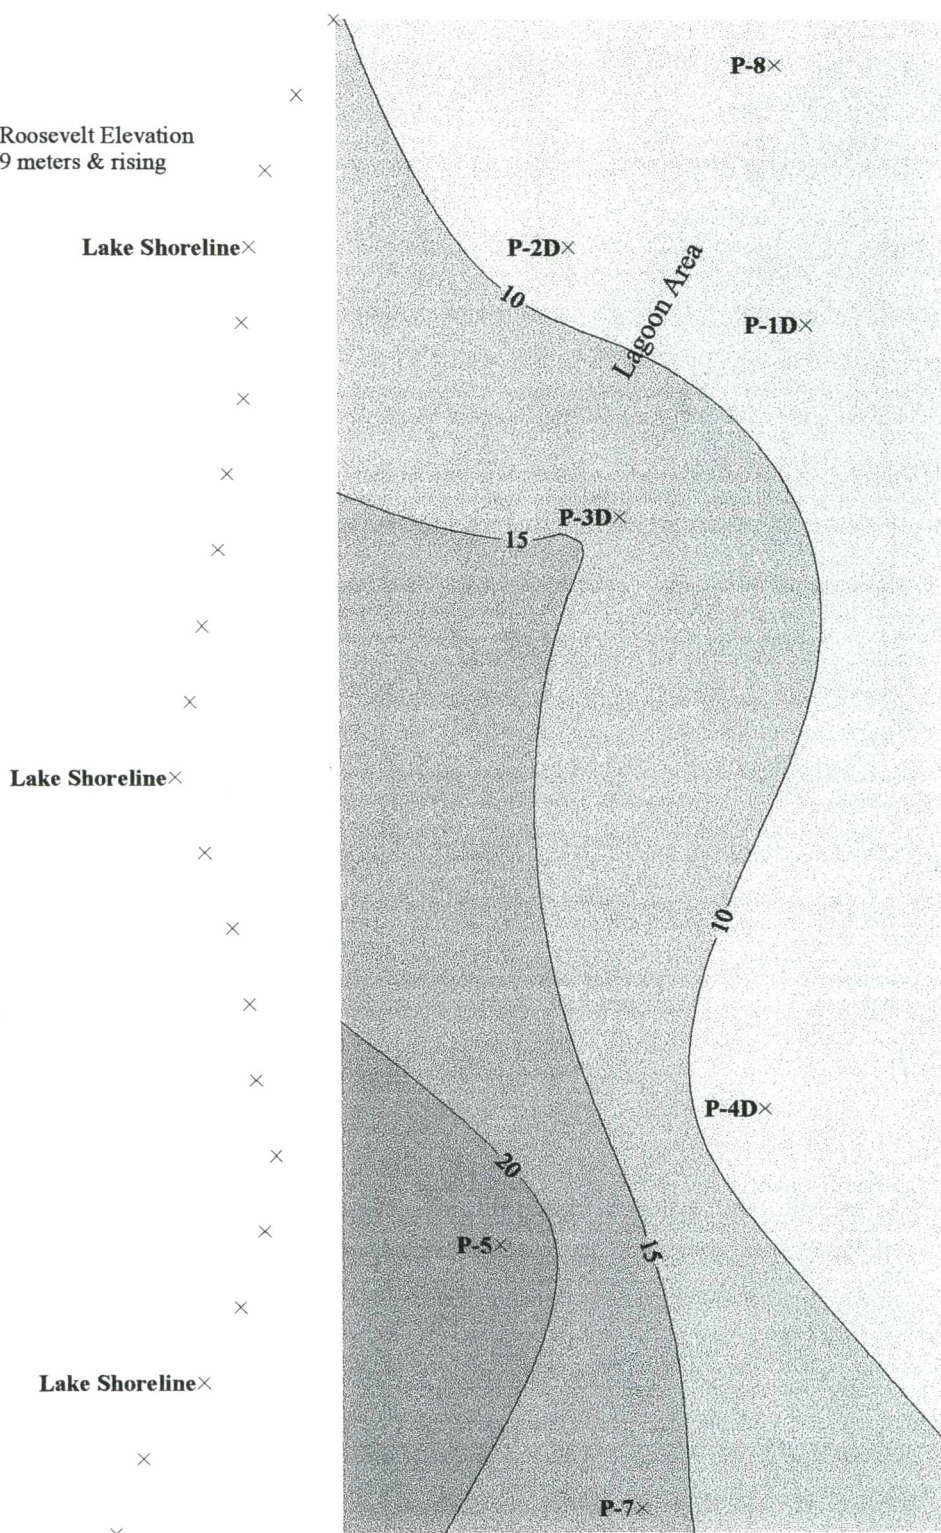 P-8
Roosevelt Elevation
9 meters & rising
Lake Shoreline
P-2D
Lagoon Area
10
P-1D
P-3D
15
Lake Shoreline
10
P-4D
20
P-5
15
Lake Shoreline
P-7